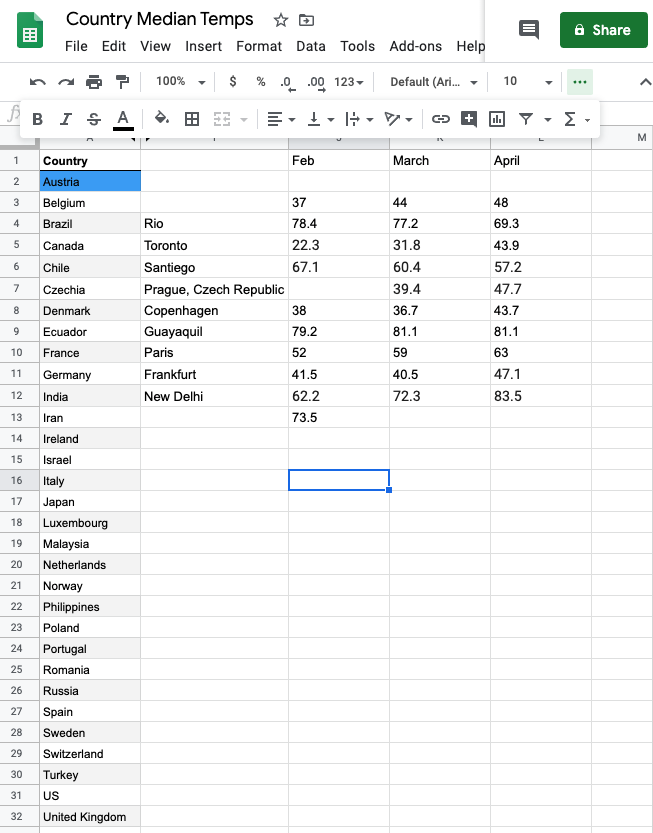 Country Median Temps
File Edit View Insert Format Data Tools Add-ons Help
Share
100% $ % .0 .00 123 Default (Ari... 10 ...
fx
B I S A Σ
M
1 Country Feb March April
2 Austria
3 Belgium 37 44 48
4 Brazil Rio 78.4 77.2 69.3
5 Canada Toronto 22.3 31.8 43.9
6 Chile Santiego 67.1 60.4 57.2
7 Czechia Prague, Czech Republic 39.4 47.7
8 Denmark Copenhagen 38 36.7 43.7
9 Ecuador Guayaquil 79.2 81.1 81.1
10 France Paris 52 59 63
11 Germany Frankfurt 41.5 40.5 47.1
12 India New Delhi 62.2 72.3 83.5
13 Iran 73.5
14 Ireland
15 Israel
16 Italy
17 Japan
18 Luxembourg
19 Malaysia
20 Netherlands
21 Norway
22 Philippines
23 Poland
24 Portugal
25 Romania
26 Russia
27 Spain
28 Sweden
29 Switzerland
30 Turkey
31 US
32 United Kingdom